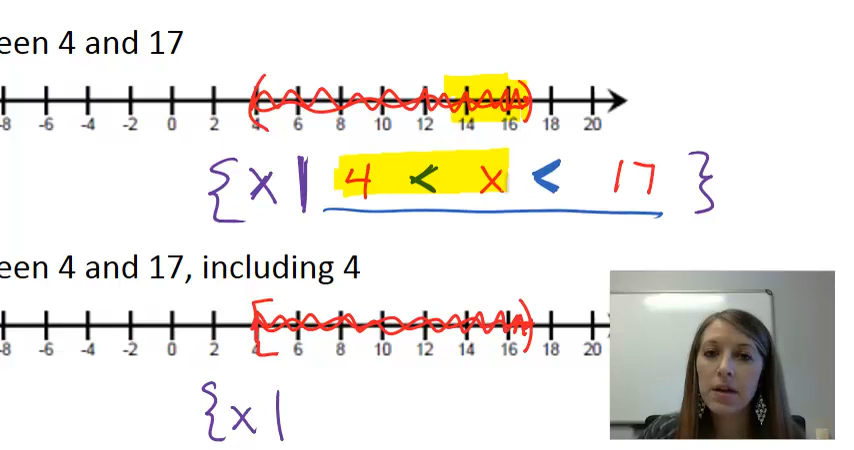 een 4 and 17
-8 -6 -4 -2 0 2 4 6 8 10 12 14 16 18 20
{x | 4 < x < 17}
een 4 and 17, including 4
-8 -6 -4 -2 0 2 4 6 8 10 12 14 16 18 20
{x |